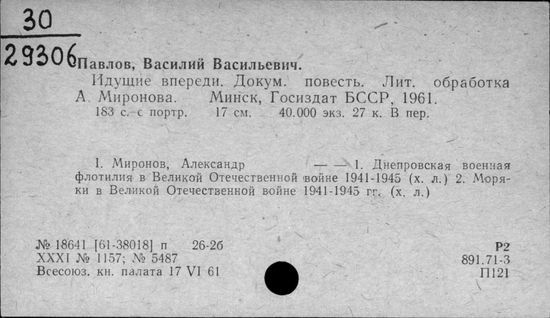 30
29306
Павлов, Василий Васильевич.
Идущие впереди. Докум. повесть. Лит. обработка
А. Миронова. Минск, Госиздат БССР, 1961.
183 с. с портр. 17 см. 40.000 экз. 27 к. В пер.
1. Миронов, Александр — — 1. Днепровская военная
флотилия в Великой Отечественной войне 1941-1945 (х. л.) 2. Моря-
ки в Великой Отечественной войне 1941-1945 гг. (х. л.)
№ 18641 [61-38018] п 26-2б Р2
XXXI № 1157; № 5487 891.71-3
Всесоюз. кн. палата 17 VI 61 П121